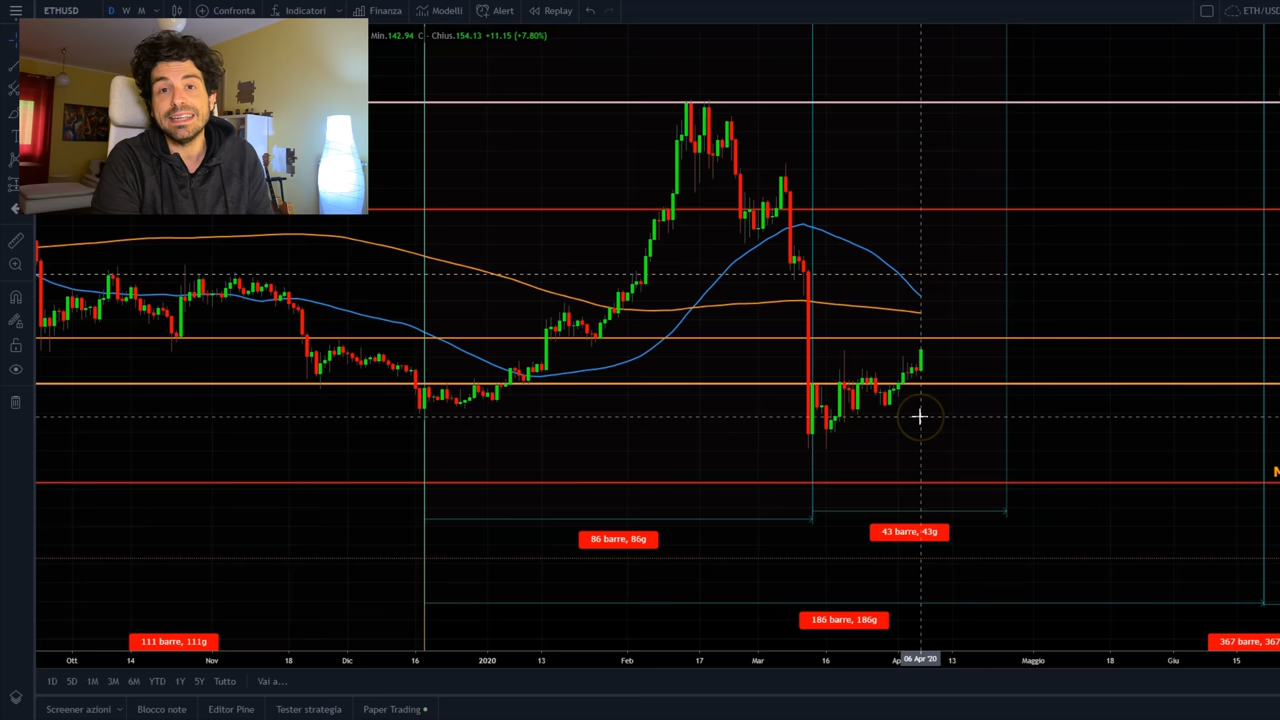 ETHUSD D W M Confronta Indicatori Finanza Modelli Alert Replay ETH/USD
Min.142.94 C - Chius.154.13 +11.15 (+7.80%)
86 barre, 86g
43 barre, 43g
186 barre, 186g
111 barre, 111g
367 barre, 367
Ott 14 Nov 18 Dic 16 2020 13 Feb 17 Mar 16 Ap 06 Apr '20 13 Maggio 18 Giu 15
1D 5D 1M 3M 6M YTD 1Y 5Y Tutto Vai a...
Screener azioni Blocco note Editor Pine Tester strategia Paper Trading